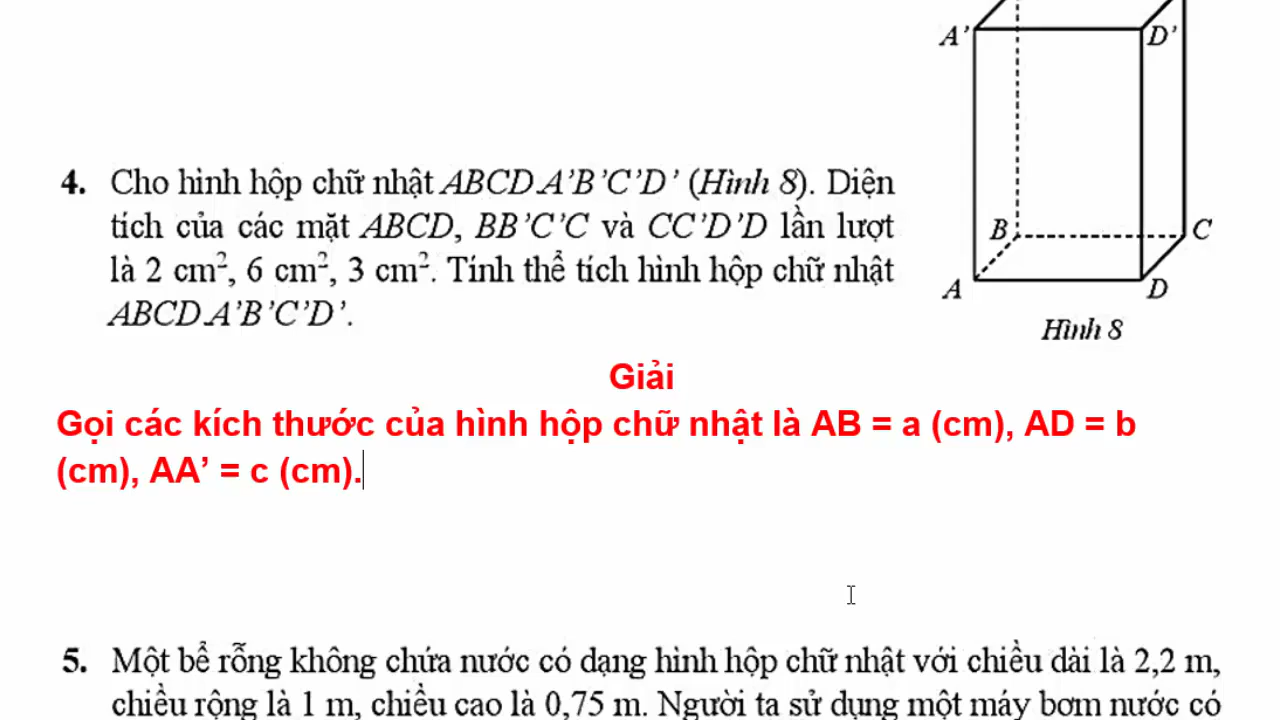 A’
D’
4. Cho hình hộp chữ nhật ABCD.A’B’C’D’ (Hình 8). Diện
tích của các mặt ABCD, BB’C’C và CC’D’D lần lượt
là 2 cm², 6 cm², 3 cm². Tính thể tích hình hộp chữ nhật
ABCD.A’B’C’D’.
B
C
A
D
Hình 8
Giải
Gọi các kích thước của hình hộp chữ nhật là AB = a (cm), AD = b
(cm), AA’ = c (cm).
5. Một bể rỗng không chứa nước có dạng hình hộp chữ nhật với chiều dài là 2,2 m,
chiều rộng là 1 m, chiều cao là 0,75 m. Người ta sử dụng một máy bơm nước có